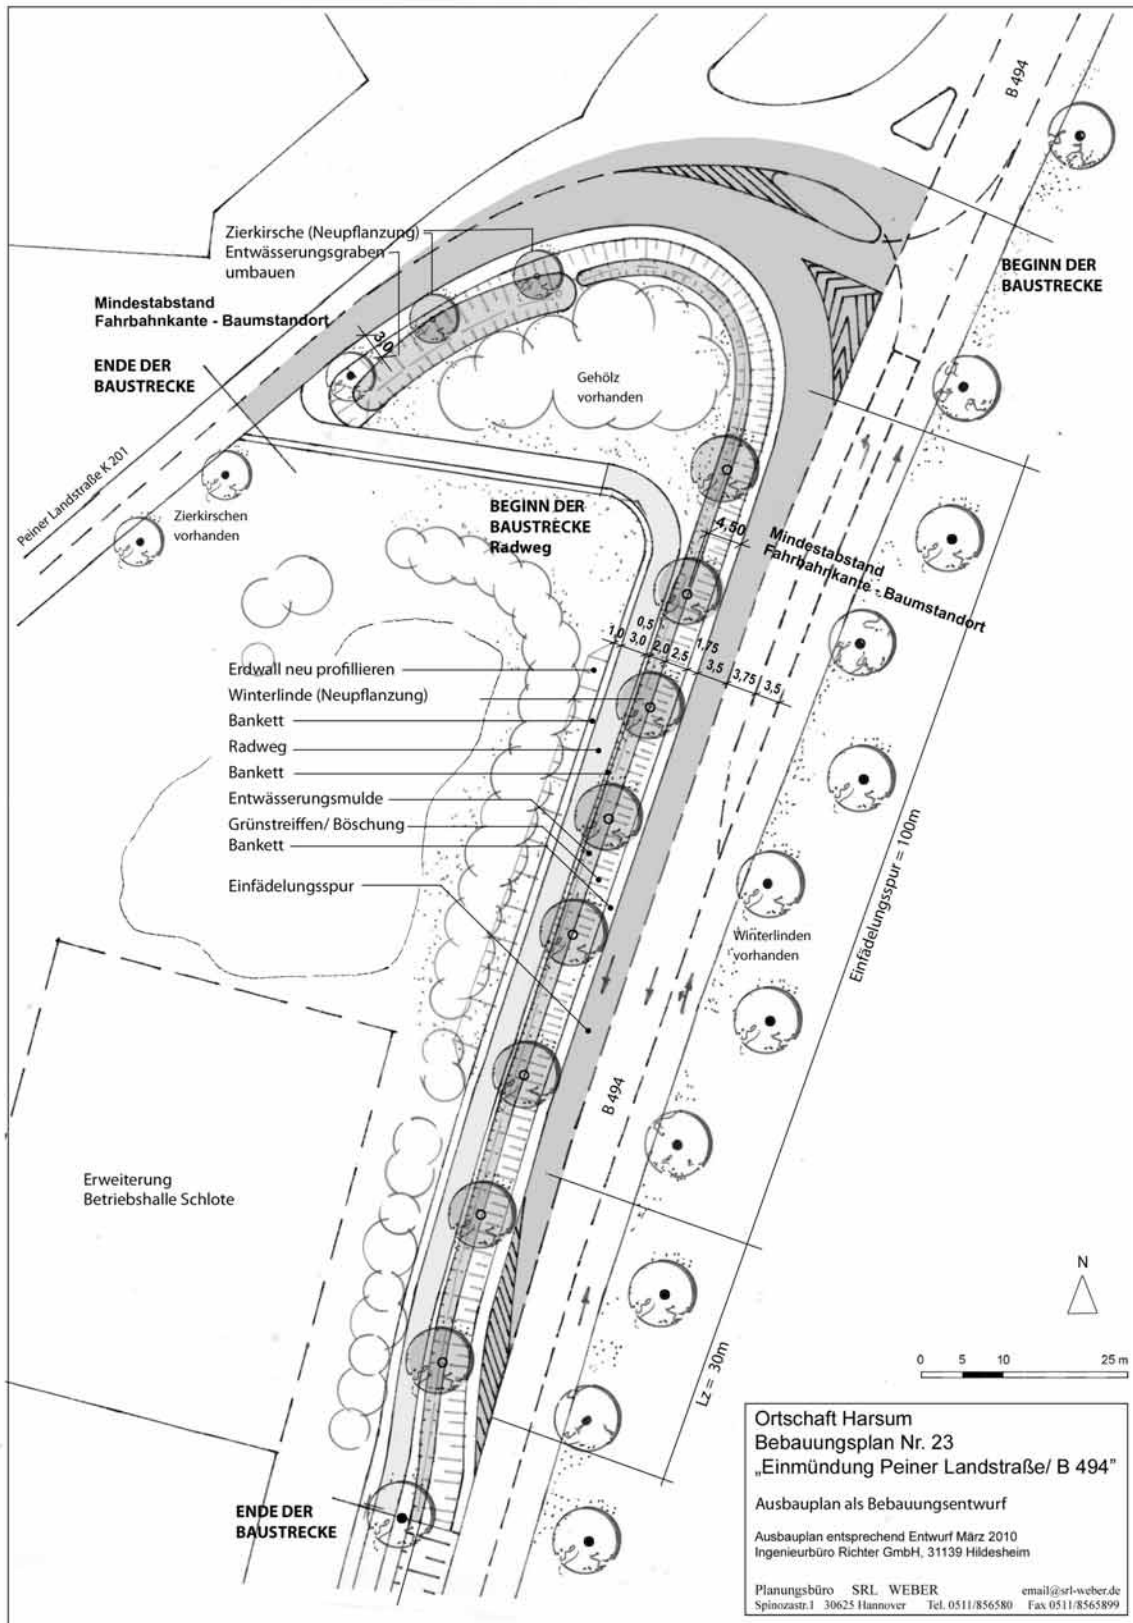 B 494
Zierkirsche (Neupflanzung)
Entwässerungsgraben
umbauen
BEGINN DER
BAUSTRECKE
Mindestabstand
Fahrbahnkante - Baumstandort
3,0
ENDE DER
BAUSTRECKE
Gehölz
vorhanden
Peiner Landstraße K 201
Zierkirschen
vorhanden
BEGINN DER
BAUSTRECKE
Radweg
4,50
Mindestabstand
Fahrbahnkante - Baumstandort
0,5
1,75
1,0 3,0 2,0 2,5 3,5 3,75 3,5
Erdwall neu profillieren
Winterlinde (Neupflanzung)
Bankett
Radweg
Bankett
Entwässerungsmulde
Grünstreiffen/ Böschung
Bankett
Einfädelungsspur
Einfädelungsspur = 100m
Winterlinden
vorhanden
B 494
Erweiterung
Betriebshalle Schlote
N
0 5 10 25 m
Lz = 30m
ENDE DER
BAUSTRECKE
Ortschaft Harsum
Bebauungsplan Nr. 23
„Einmündung Peiner Landstraße/ B 494"
Ausbauplan als Bebauungsentwurf
Ausbauplan entsprechend Entwurf März 2010
Ingenieurbüro Richter GmbH, 31139 Hildesheim
Planungsbüro SRL WEBER email@srl-weber.de
Spinozastr.1 30625 Hannover Tel. 0511/856580 Fax 0511/8565899